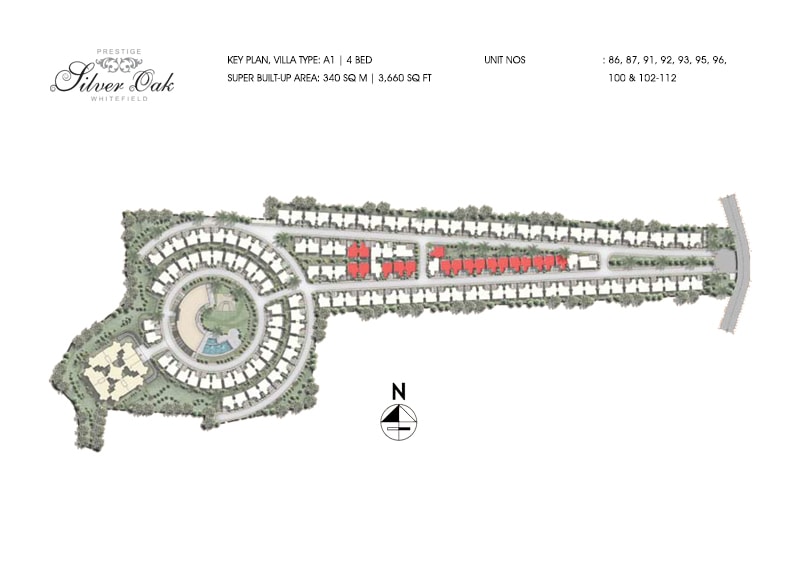 PRESTIGE
Silver Oak
WHITEFIELD
KEY PLAN, VILLA TYPE: A1 | 4 BED
SUPER BUILT-UP AREA: 340 SQ M | 3,660 SQ FT
UNIT NOS : 86, 87, 91, 92, 93, 95, 96,
100 & 102-112
N